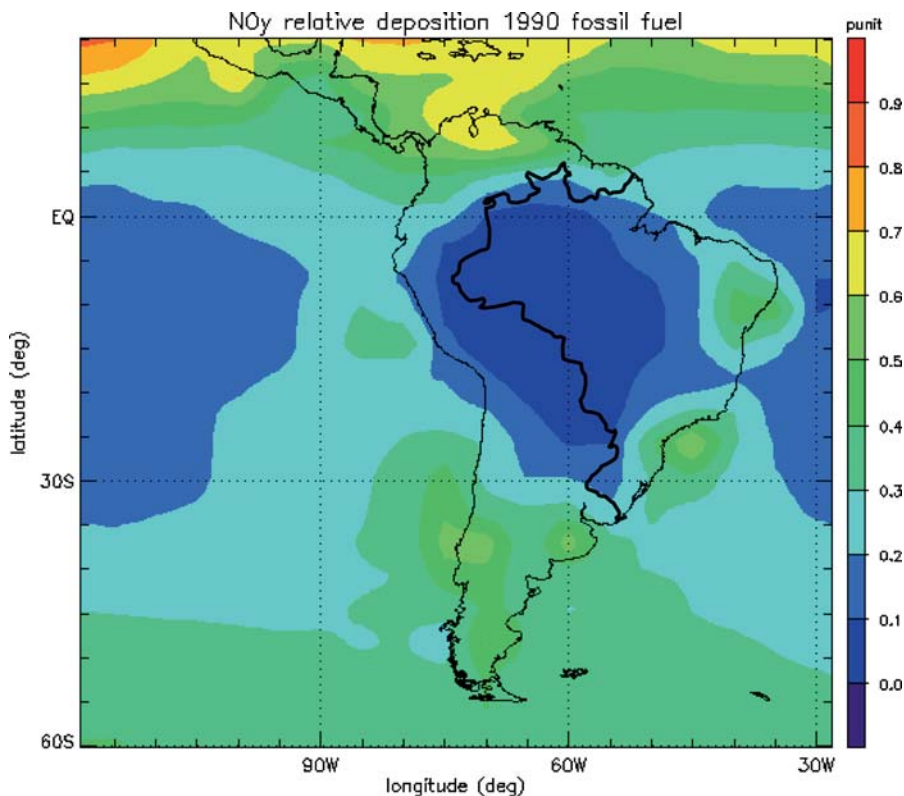 NOy relative deposition 1990 fossil fuel
punit
0.9
0.8
0.7
0.6
0.5
0.4
0.3
0.2
0.1
0.0
EQ
30S
60S
latitude (deg)
90W
60W
30W
longitude (deg)